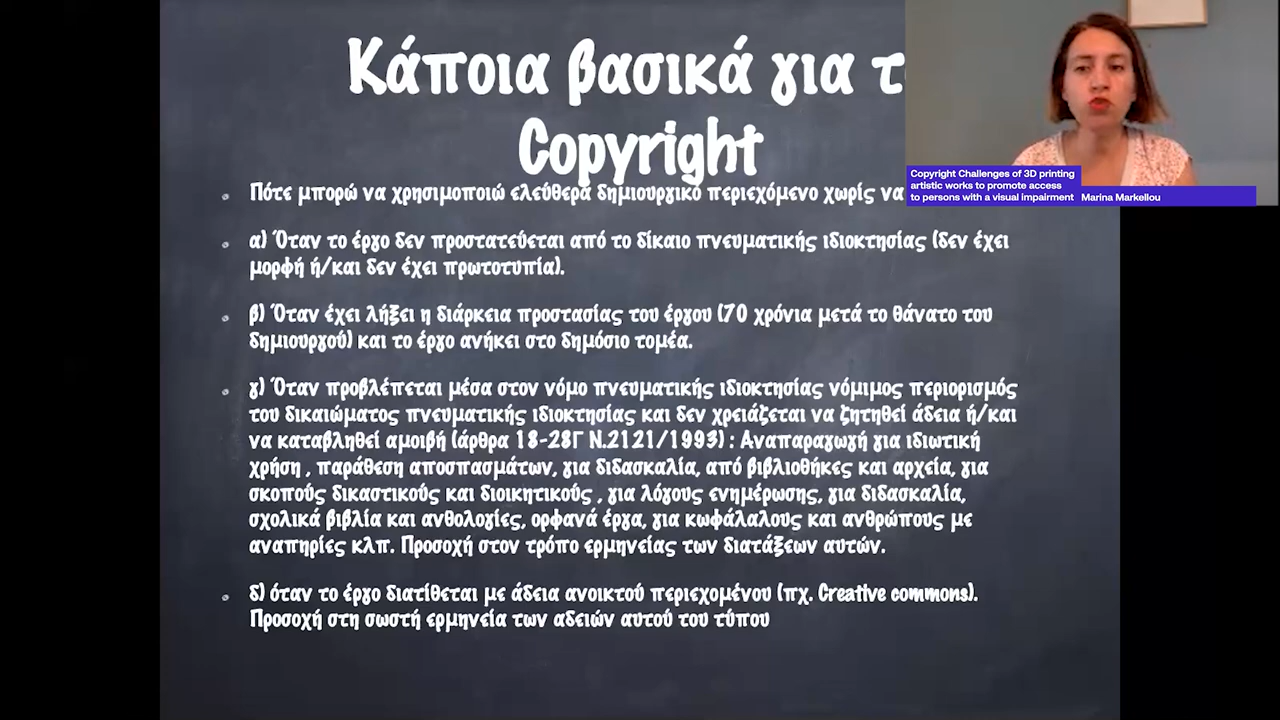 Κάποια βασικά για τ
Copyright
Πότε μπορώ να χρησιμοποιώ ελεύθερα δημιουργικό περιεχόμενο χωρίς να
α) Όταν το έργο δεν προστατεύεται από το δίκαιο πνευματικής ιδιοκτησίας (δεν έχει
μορφή ή/και δεν έχει πρωτοτυπία).
β) Όταν έχει λήξει η διάρκεια προστασίας του έργου (70 χρόνια μετά το θάνατο του
δημιουργού) και το έργο ανήκει στο δημόσιο τομέα.
γ) Όταν προβλέπεται μέσα στον νόμο πνευματικής ιδιοκτησίας νόμιμος περιορισμός
του δικαιώματος πνευματικής ιδιοκτησίας και δεν χρειάζεται να ζητηθεί άδεια ή/και
να καταβληθεί αμοιβή (άρθρα 18-28Γ Ν.2121/1993) : Αναπαραγωγή για ιδιωτική
χρήση , παράθεση αποσπασμάτων, για διδασκαλία, από βιβλιοθήκες και αρχεία, για
σκοπούς δικαστικούς και διοικητικούς , για λόγους ενημέρωσης, για διδασκαλία,
σχολικά βιβλία και ανθολογίες, ορφανά έργα, για κωφάλαλους και ανθρώπους με
αναπηρίες κλπ. Προσοχή στον τρόπο ερμηνείας των διατάξεων αυτών.
δ) όταν το έργο διατίθεται με άδεια ανοικτού περιεχομένου (πχ. Creative commons).
Προσοχή στη σωστή ερμηνεία των αδειών αυτού του τύπου
Copyright Challenges of 3D printing
artistic works to promote access
to persons with a visual impairment Marina Markellou